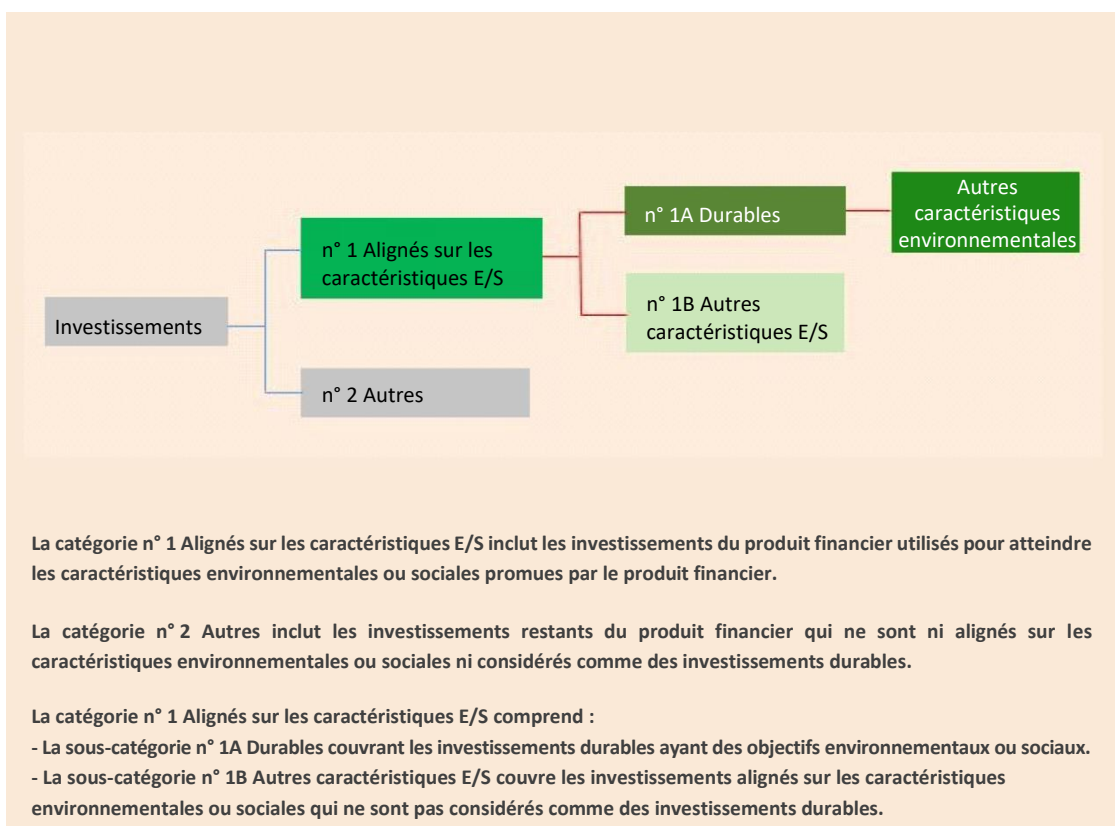 Autres
caractéristiques
environnementales
n° 1A Durables
n° 1 Alignés sur les
caractéristiques E/S
n° 1B Autres
caractéristiques E/S
Investissements
n° 2 Autres
La catégorie n° 1 Alignés sur les caractéristiques E/S inclut les investissements du produit financier utilisés pour atteindre
les caractéristiques environnementales ou sociales promues par le produit financier.
La catégorie n° 2 Autres inclut les investissements restants du produit financier qui ne sont ni alignés sur les
caractéristiques environnementales ou sociales ni considérés comme des investissements durables.
La catégorie n° 1 Alignés sur les caractéristiques E/S comprend :
- La sous-catégorie n° 1A Durables couvrant les investissements durables ayant des objectifs environnementaux ou sociaux.
- La sous-catégorie n° 1B Autres caractéristiques E/S couvre les investissements alignés sur les caractéristiques
environnementales ou sociales qui ne sont pas considérés comme des investissements durables.